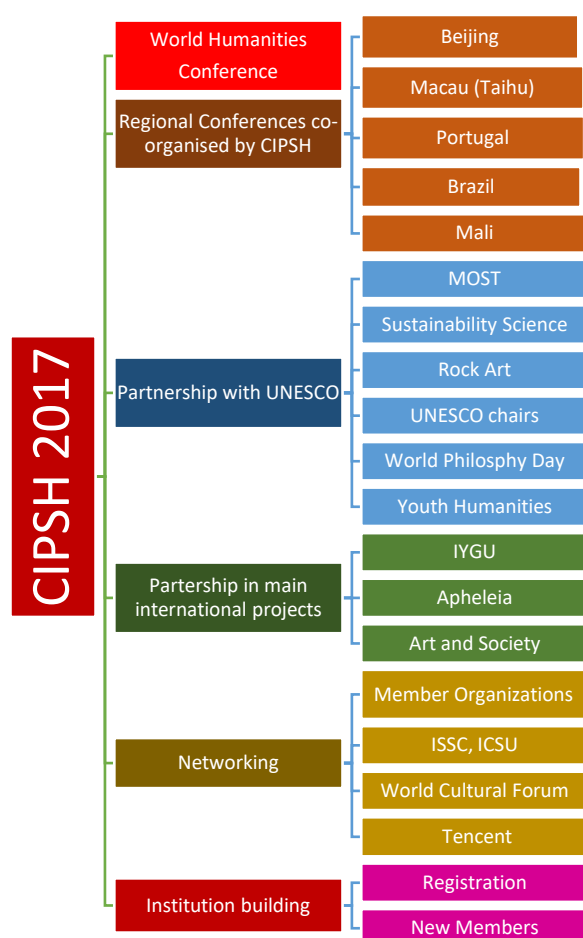 CIPSH 2017
World Humanities
Conference
Regional Conferences co-
organised by CIPSH
Beijing
Macau (Taihu)
Portugal
Brazil
Mali
Partnership with UNESCO
MOST
Sustainability Science
Rock Art
UNESCO chairs
World Philosphy Day
Youth Humanities
Partership in main
international projects
IYGU
Apheleia
Art and Society
Networking
Member Organizations
ISSC, ICSU
World Cultural Forum
Tencent
Institution building
Registration
New Members